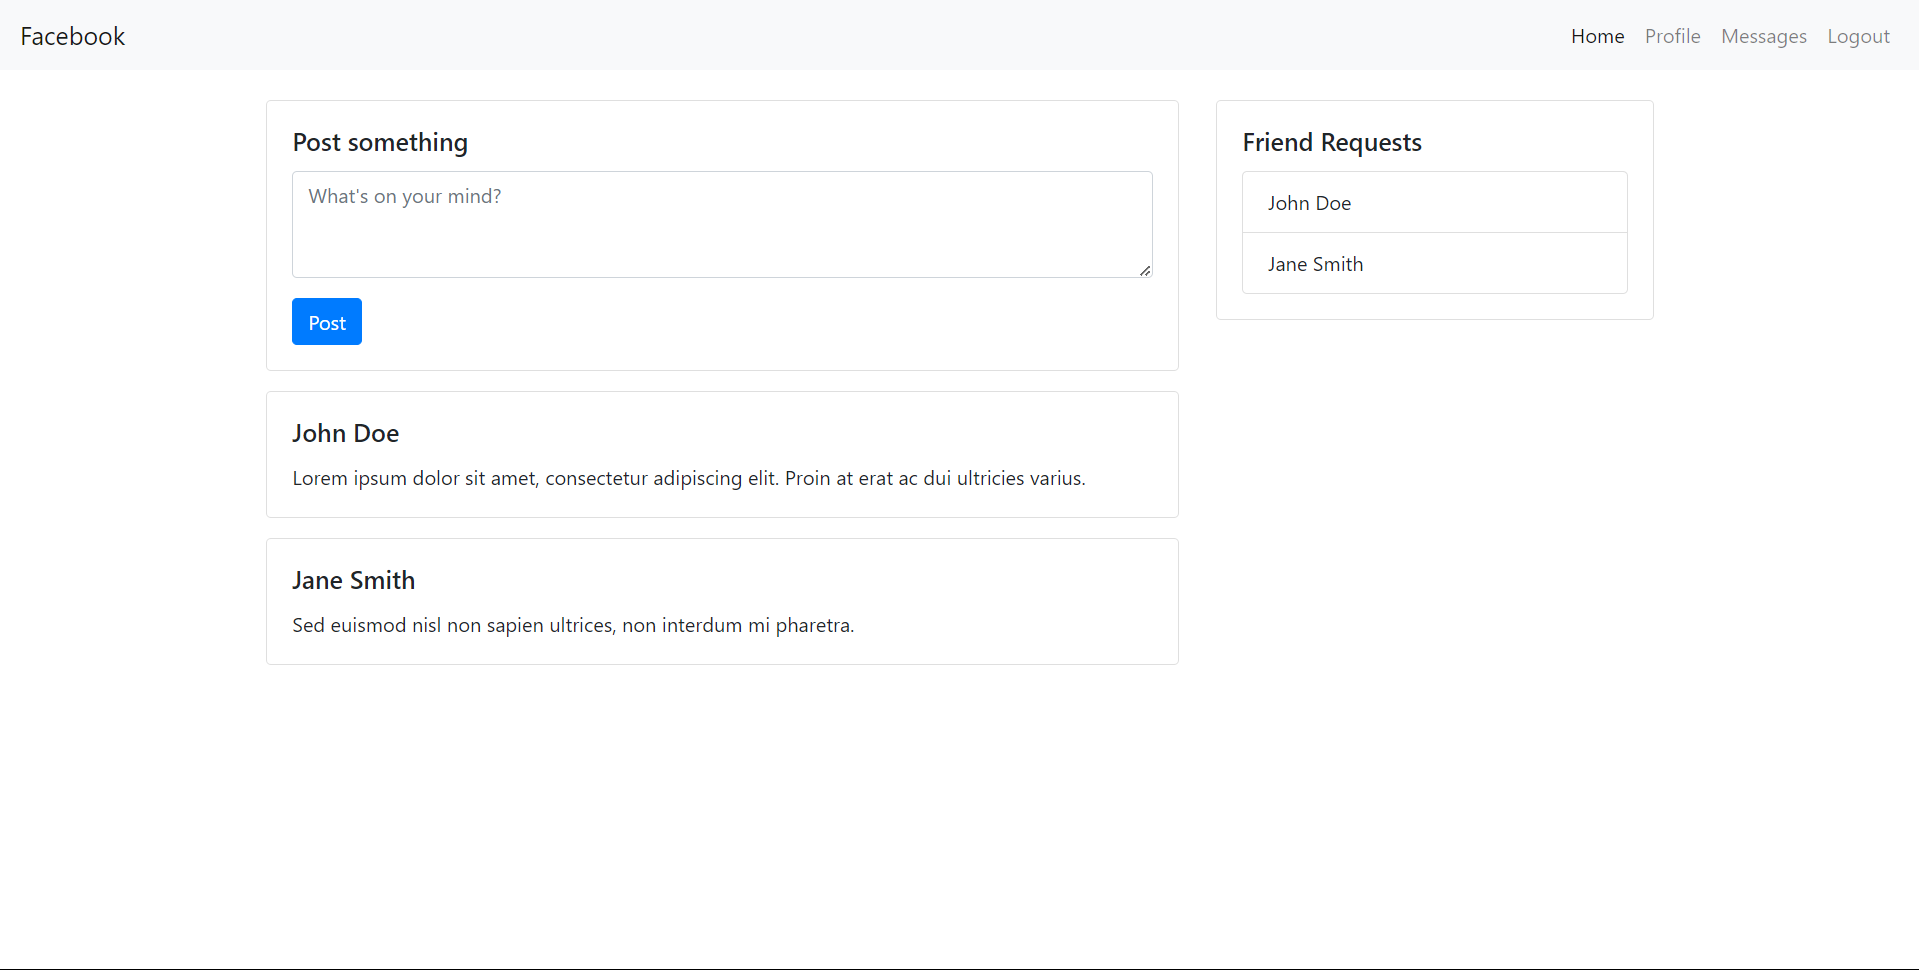 Facebook
Home Profile Messages Logout
Post something
What's on your mind?
Post
John Doe
Lorem ipsum dolor sit amet, consectetur adipiscing elit. Proin at erat ac dui ultricies varius.
Jane Smith
Sed euismod nisl non sapien ultrices, non interdum mi pharetra.
Friend Requests
John Doe
Jane Smith